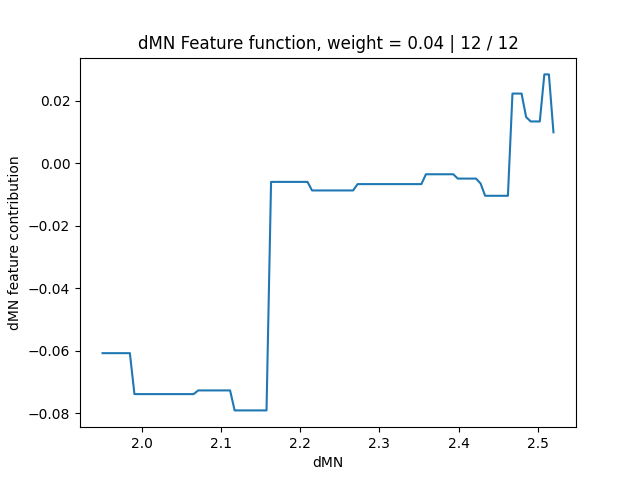 dMN Feature function, weight = 0.04 | 12 / 12
dMN feature contribution
0.02
0.00
−0.02
−0.04
−0.06
−0.08
2.0 2.1 2.2 2.3 2.4 2.5
dMN